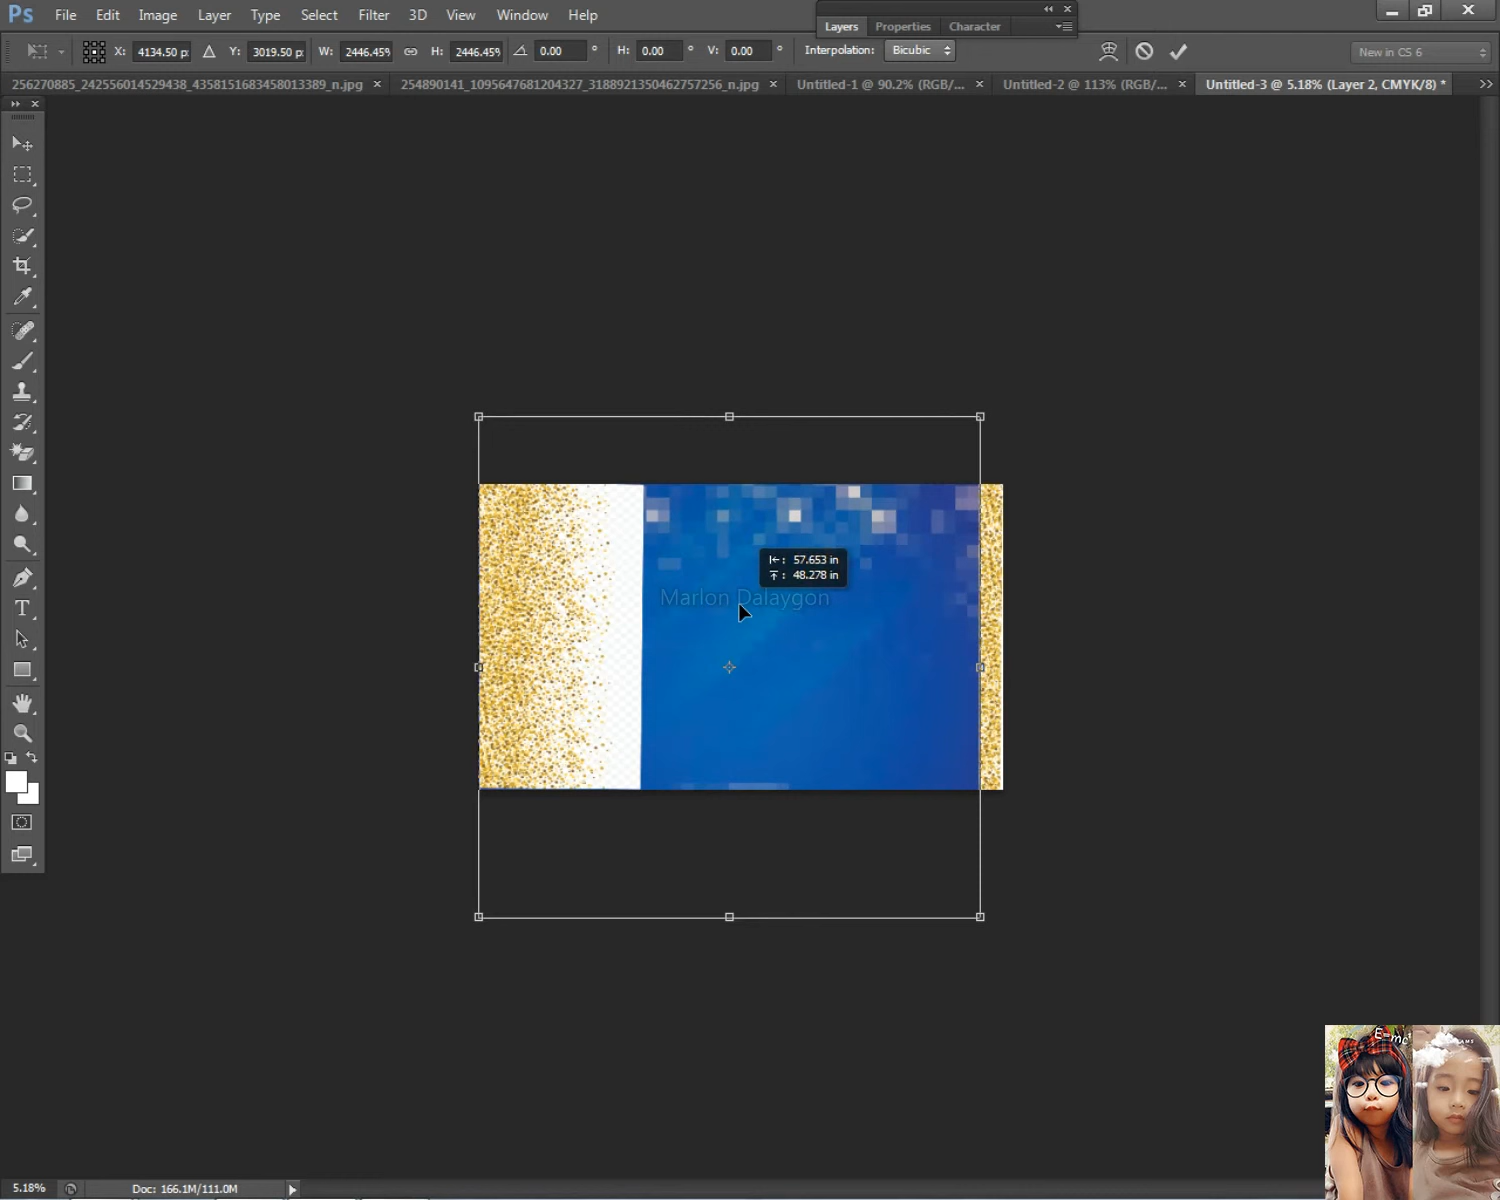 Ps File Edit Image Layer Type Select Filter 3D View Window Help
Layers Properties Character
X: 4134.50 p Y: 3019.50 p W: 2446.45% H: 2446.45% 0.00 ° H: 0.00 ° V: 0.00 ° Interpolation: Bicubic New in CS 6
256270885_242556014529438_4358151683458013389_n.jpg × 254890141_1095647681204327_3188921350462757256_n.jpg × Untitled-1 @ 90.2% (RGB/... × Untitled-2 @ 113% (RGB/... × Untitled-3 @ 5.18% (Layer 2, CMYK/8) * »
57.653 in
48.278 in
Marlon Dalaygon
E=mc²
5.18% Doc: 166.1M/111.0M